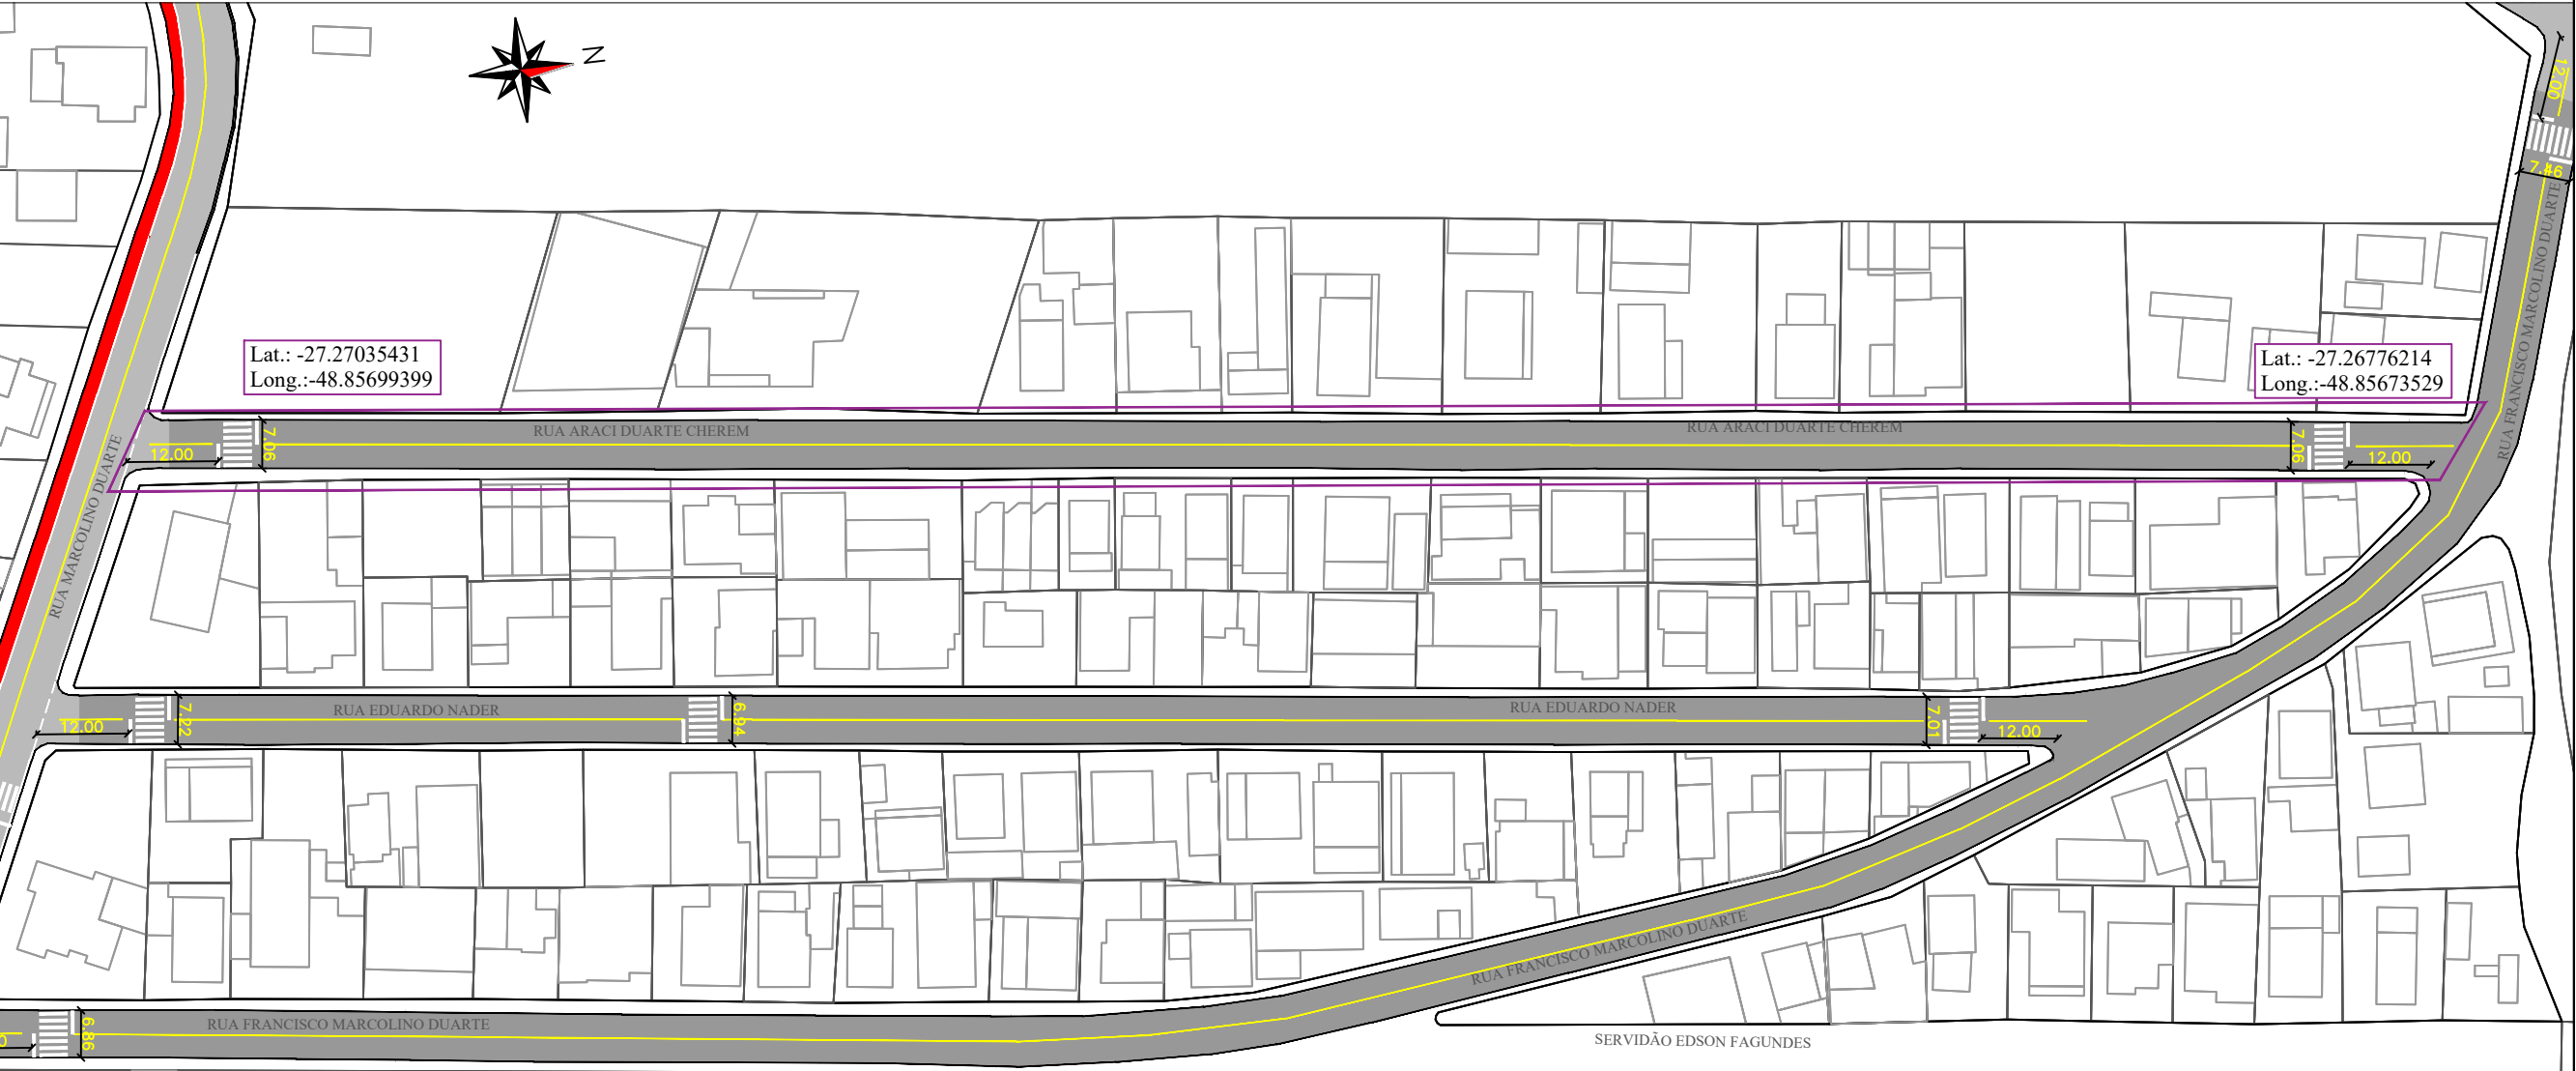 N
12.00
7.46
RUA FRANCISCO MARCOLINO DUARTE
Lat.: -27.27035431
Long.:-48.85699399
Lat.: -27.26776214
Long.:-48.85673529
RUA MARCOLINO DUARTE
12.00
7.06
RUA ARACI DUARTE CHEREM
RUA ARACI DUARTE CHEREM
7.06
12.00
12.00
7.22
RUA EDUARDO NADER
6.94
RUA EDUARDO NADER
7.01
12.00
RUA FRANCISCO MARCOLINO DUARTE
0
6.86
RUA FRANCISCO MARCOLINO DUARTE
SERVIDÃO EDSON FAGUNDES